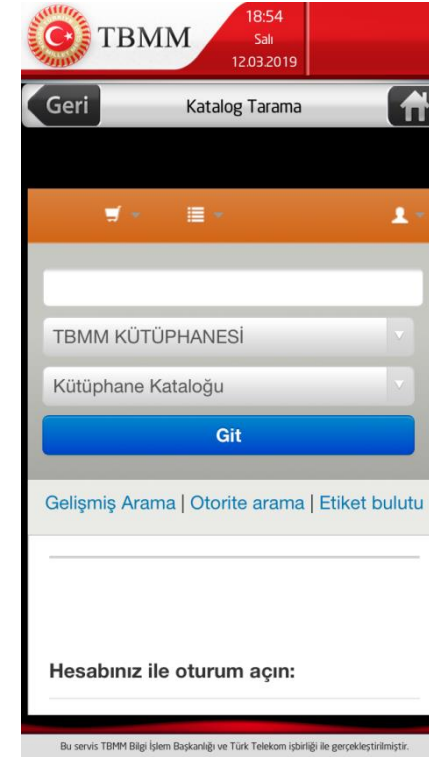 TBMM
18:54
Salı
12.03.2019
Geri
Katalog Tarama
TBMM KÜTÜPHANESİ
Kütüphane Kataloğu
Git
Gelişmiş Arama | Otorite arama | Etiket bulutu
Hesabınız ile oturum açın:
Bu servis TBMM Bilgi İşlem Başkanlığı ve Türk Telekom işbirliği ile gerçekleştirilmiştir.